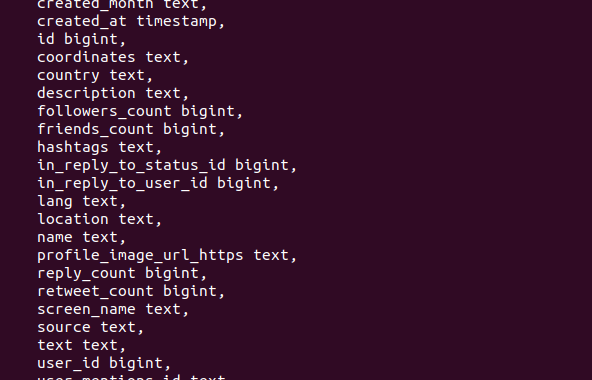 created_month text,
created_at timestamp,
id bigint,
coordinates text,
country text,
description text,
followers_count bigint,
friends_count bigint,
hashtags text,
in_reply_to_status_id bigint,
in_reply_to_user_id bigint,
lang text,
location text,
name text,
profile_image_url_https text,
reply_count bigint,
retweet_count bigint,
screen_name text,
source text,
text text,
user_id bigint,
user_mentions_id text